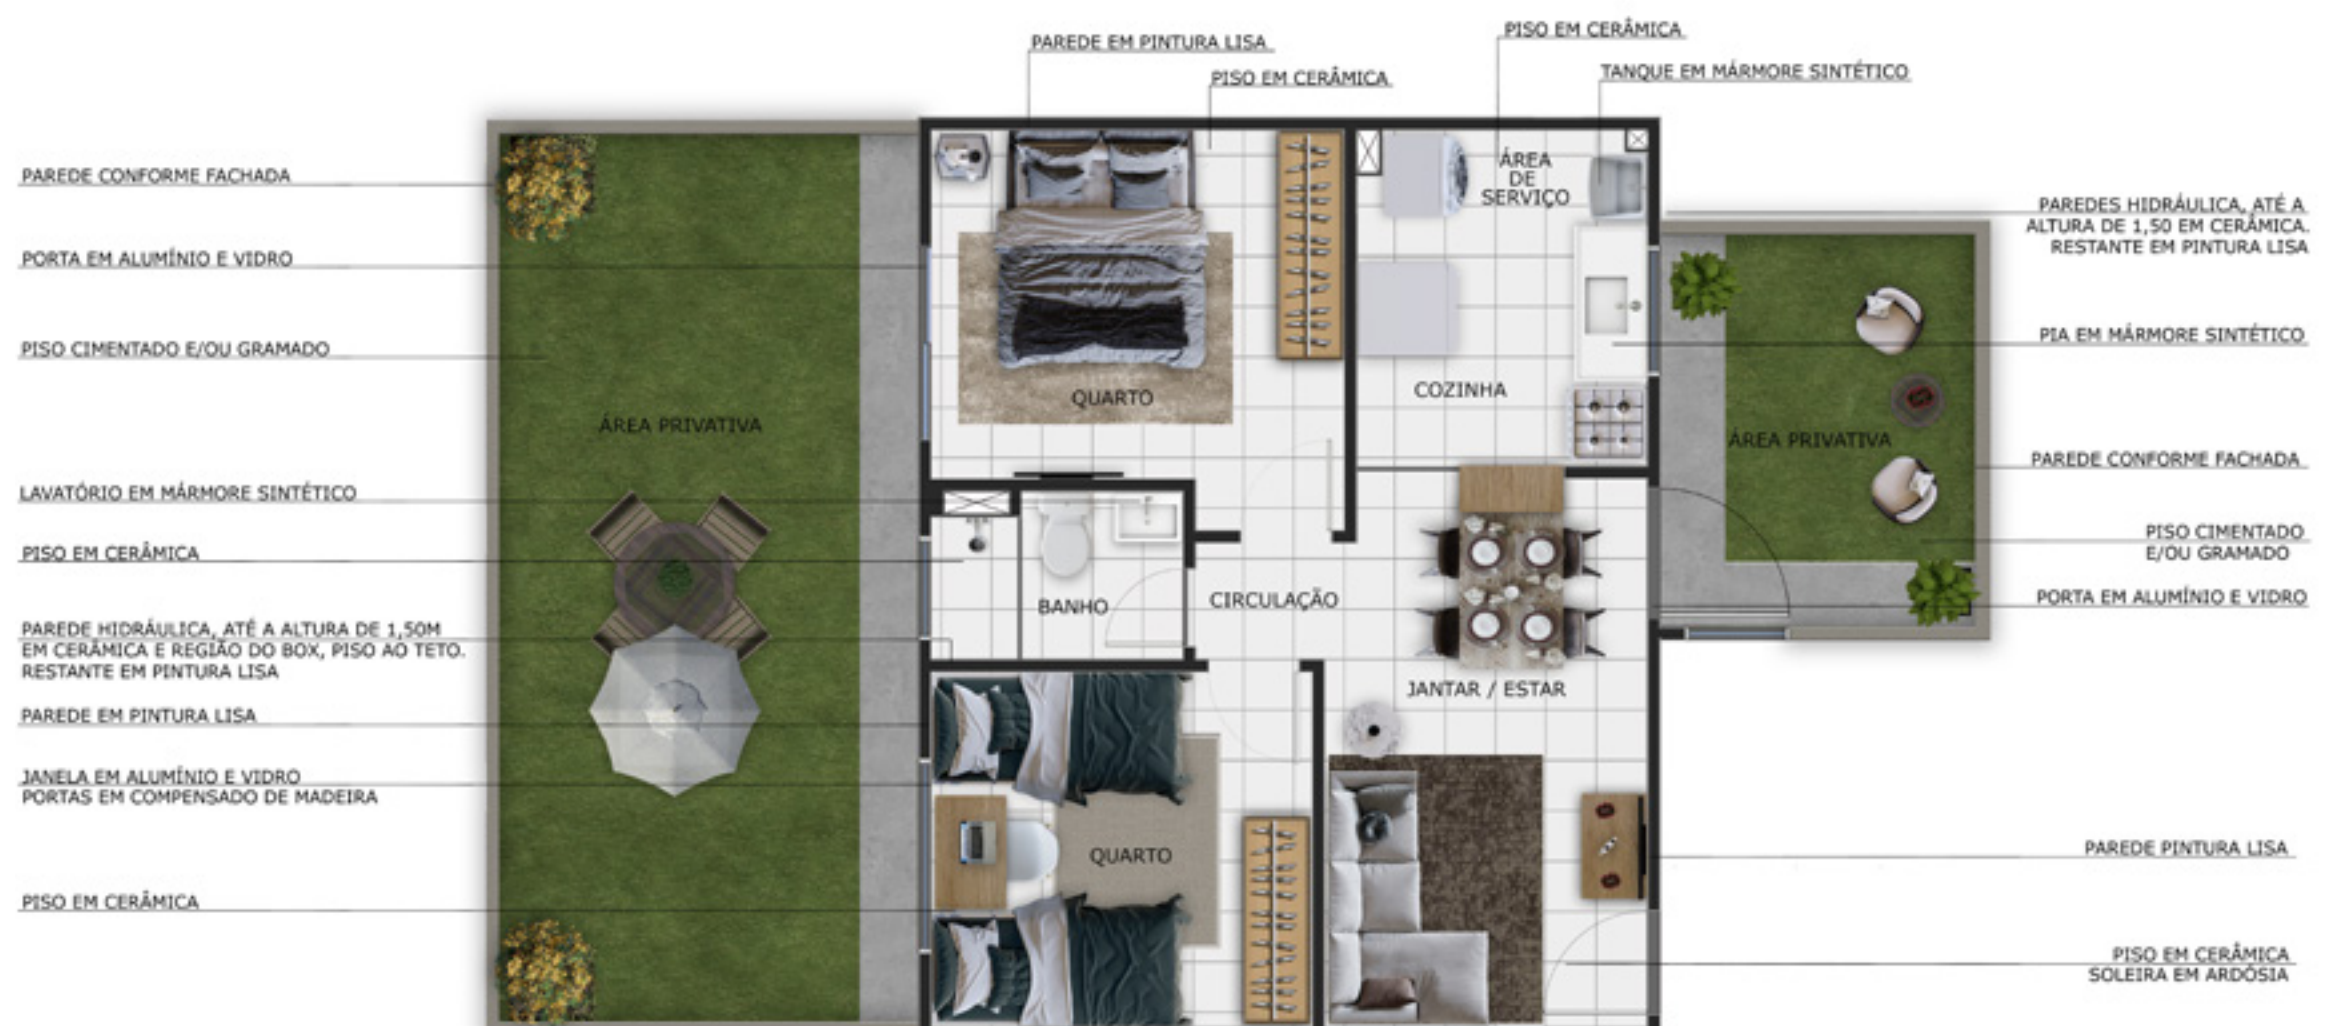 PISO EM CERÂMICA
PAREDE EM PINTURA LISA
TANQUE EM MÁRMORE SINTÉTICO
PISO EM CERÂMICA
PAREDE CONFORME FACHADA
PORTA EM ALUMÍNIO E VIDRO
PISO CIMENTADO E/OU GRAMADO
LAVATÓRIO EM MÁRMORE SINTÉTICO
PISO EM CERÂMICA
PAREDE HIDRÁULICA, ATÉ A ALTURA DE 1,50M
EM CERÂMICA E REGIÃO DO BOX, PISO AO TETO.
RESTANTE EM PINTURA LISA
PAREDE EM PINTURA LISA
JANELA EM ALUMÍNIO E VIDRO
PORTAS EM COMPENSADO DE MADEIRA
PISO EM CERÂMICA
ÁREA PRIVATIVA
QUARTO
ÁREA
DE
SERVIÇO
COZINHA
BANHO
CIRCULAÇÃO
JANTAR / ESTAR
QUARTO
ÁREA PRIVATIVA
PAREDES HIDRÁULICA, ATÉ A
ALTURA DE 1,50 EM CERÂMICA.
RESTANTE EM PINTURA LISA
PIA EM MÁRMORE SINTÉTICO
PAREDE CONFORME FACHADA
PISO CIMENTADO
E/OU GRAMADO
PORTA EM ALUMÍNIO E VIDRO
PAREDE PINTURA LISA
PISO EM CERÂMICA
SOLEIRA EM ARDÓSIA